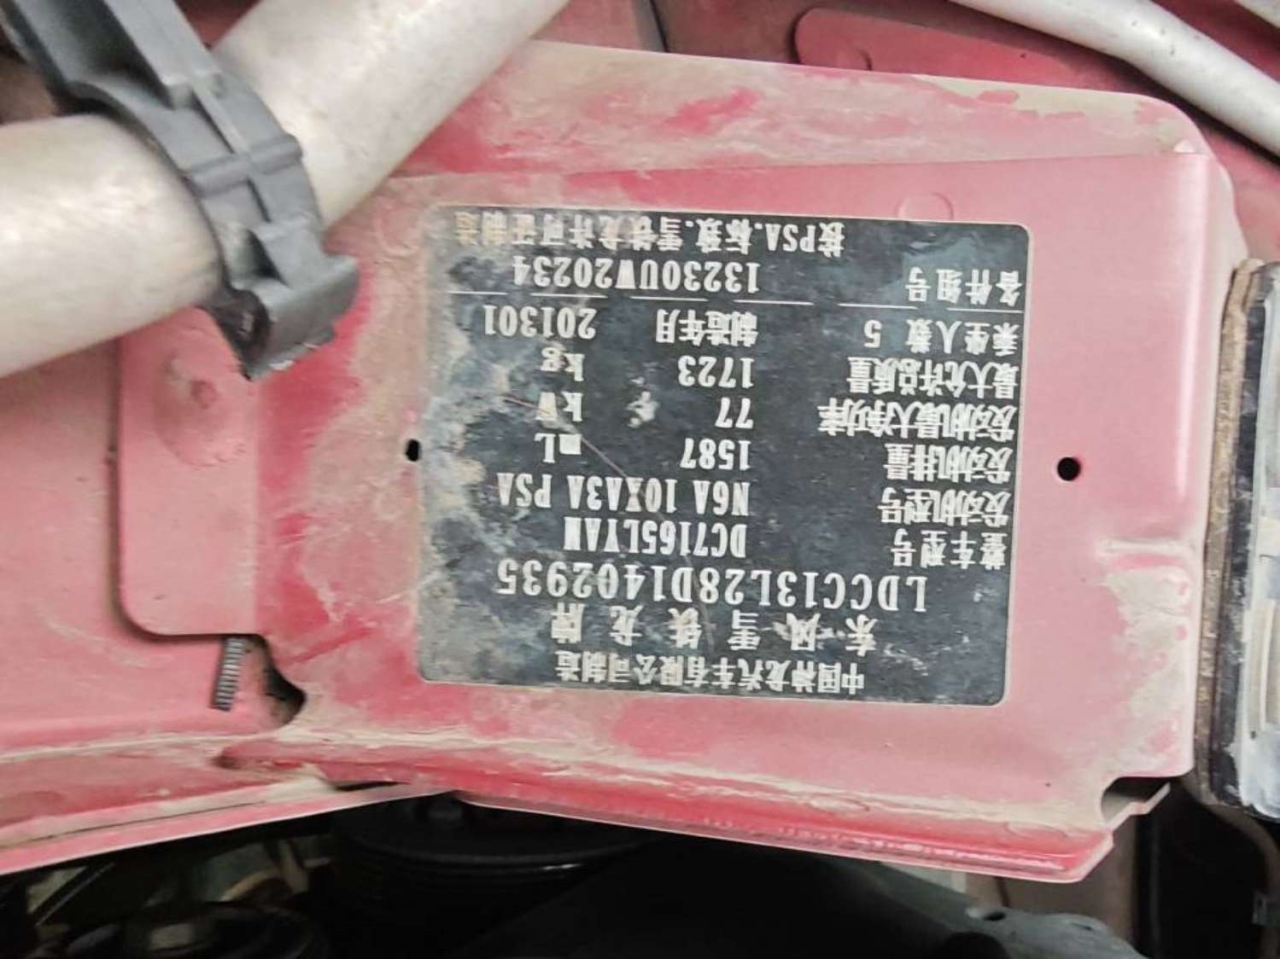 中国神龙汽车有限公司制造
东风雪铁龙牌
LDCC13L28D1402935
整车型号 DC7165LYAM
发动机型号 N6A 10XA3A PSA
发动机排量 1587 mL
发动机最大净功率 77 kW
最大允许总质量 1723 kg
乘坐人数 5 制造年月 201301
备件组号 13230UW20234
按PSA.标致.雪铁龙许可证制造